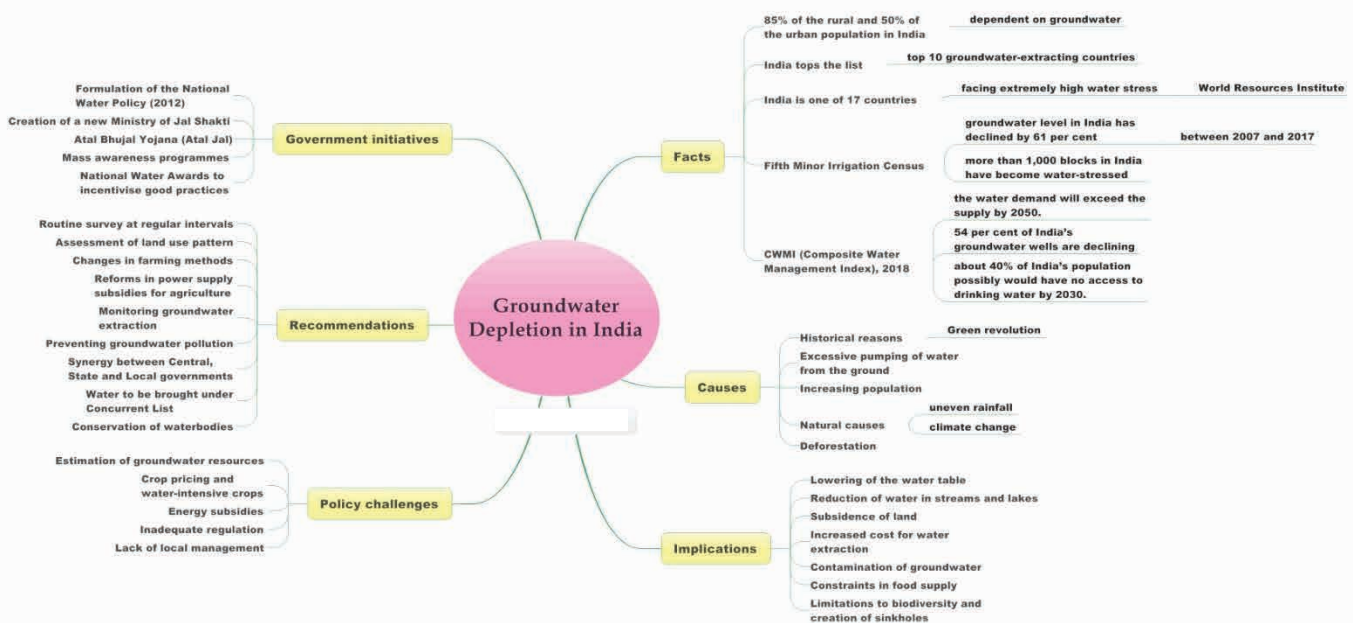 Groundwater
Depletion in India
Facts
85% of the rural and 50% of
the urban population in India
dependent on groundwater
India tops the list
top 10 groundwater-extracting countries
India is one of 17 countries
facing extremely high water stress
World Resources Institute
Fifth Minor Irrigation Census
groundwater level in India has
declined by 61 per cent
between 2007 and 2017
more than 1,000 blocks in India
have become water-stressed
CWMI (Composite Water
Management Index), 2018
the water demand will exceed the
supply by 2050.
54 per cent of India's
groundwater wells are declining
about 40% of India's population
possibly would have no access to
drinking water by 2030.
Causes
Historical reasons
Green revolution
Excessive pumping of water
from the ground
Increasing population
Natural causes
uneven rainfall
climate change
Deforestation
Implications
Lowering of the water table
Reduction of water in streams and lakes
Subsidence of land
Increased cost for water
extraction
Contamination of groundwater
Constraints in food supply
Limitations to biodiversity and
creation of sinkholes
Government initiatives
Formulation of the National
Water Policy (2012)
Creation of a new Ministry of Jal Shakti
Atal Bhujal Yojana (Atal Jal)
Mass awareness programmes
National Water Awards to
incentivise good practices
Recommendations
Routine survey at regular intervals
Assessment of land use pattern
Changes in farming methods
Reforms in power supply
subsidies for agriculture
Monitoring groundwater
extraction
Preventing groundwater pollution
Synergy between Central,
State and Local governments
Water to be brought under
Concurrent List
Conservation of waterbodies
Policy challenges
Estimation of groundwater resources
Crop pricing and
water-intensive crops
Energy subsidies
Inadequate regulation
Lack of local management